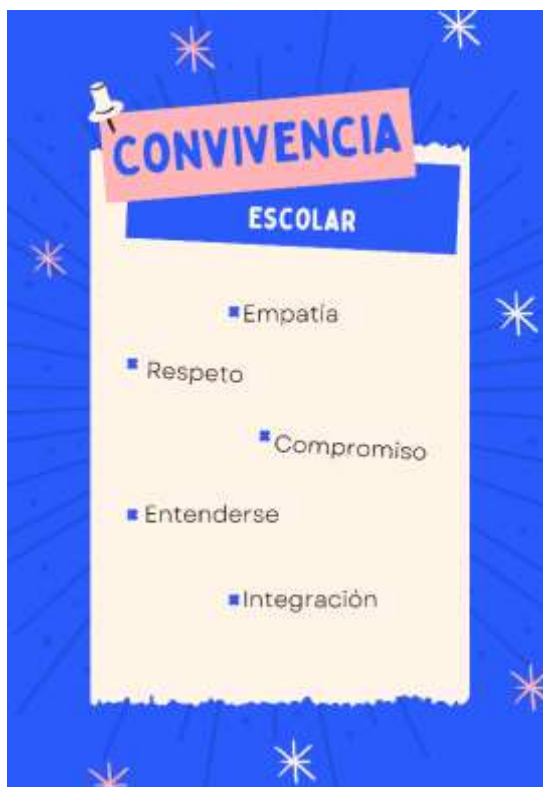 CONVIVENCIA
ESCOLAR
Empatía
Respeto
Compromiso
Entenderse
Integración